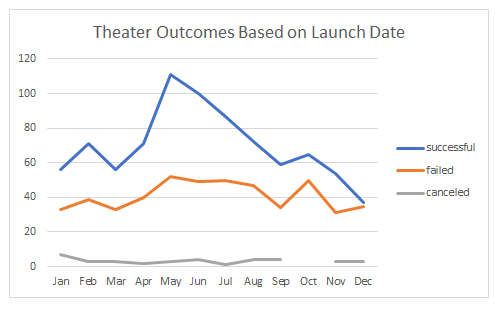 Theater Outcomes Based on Launch Date
120
100
80
60
40
20
0
Jan Feb Mar Apr May Jun Jul Aug Sep Oct Nov Dec
successful
failed
canceled